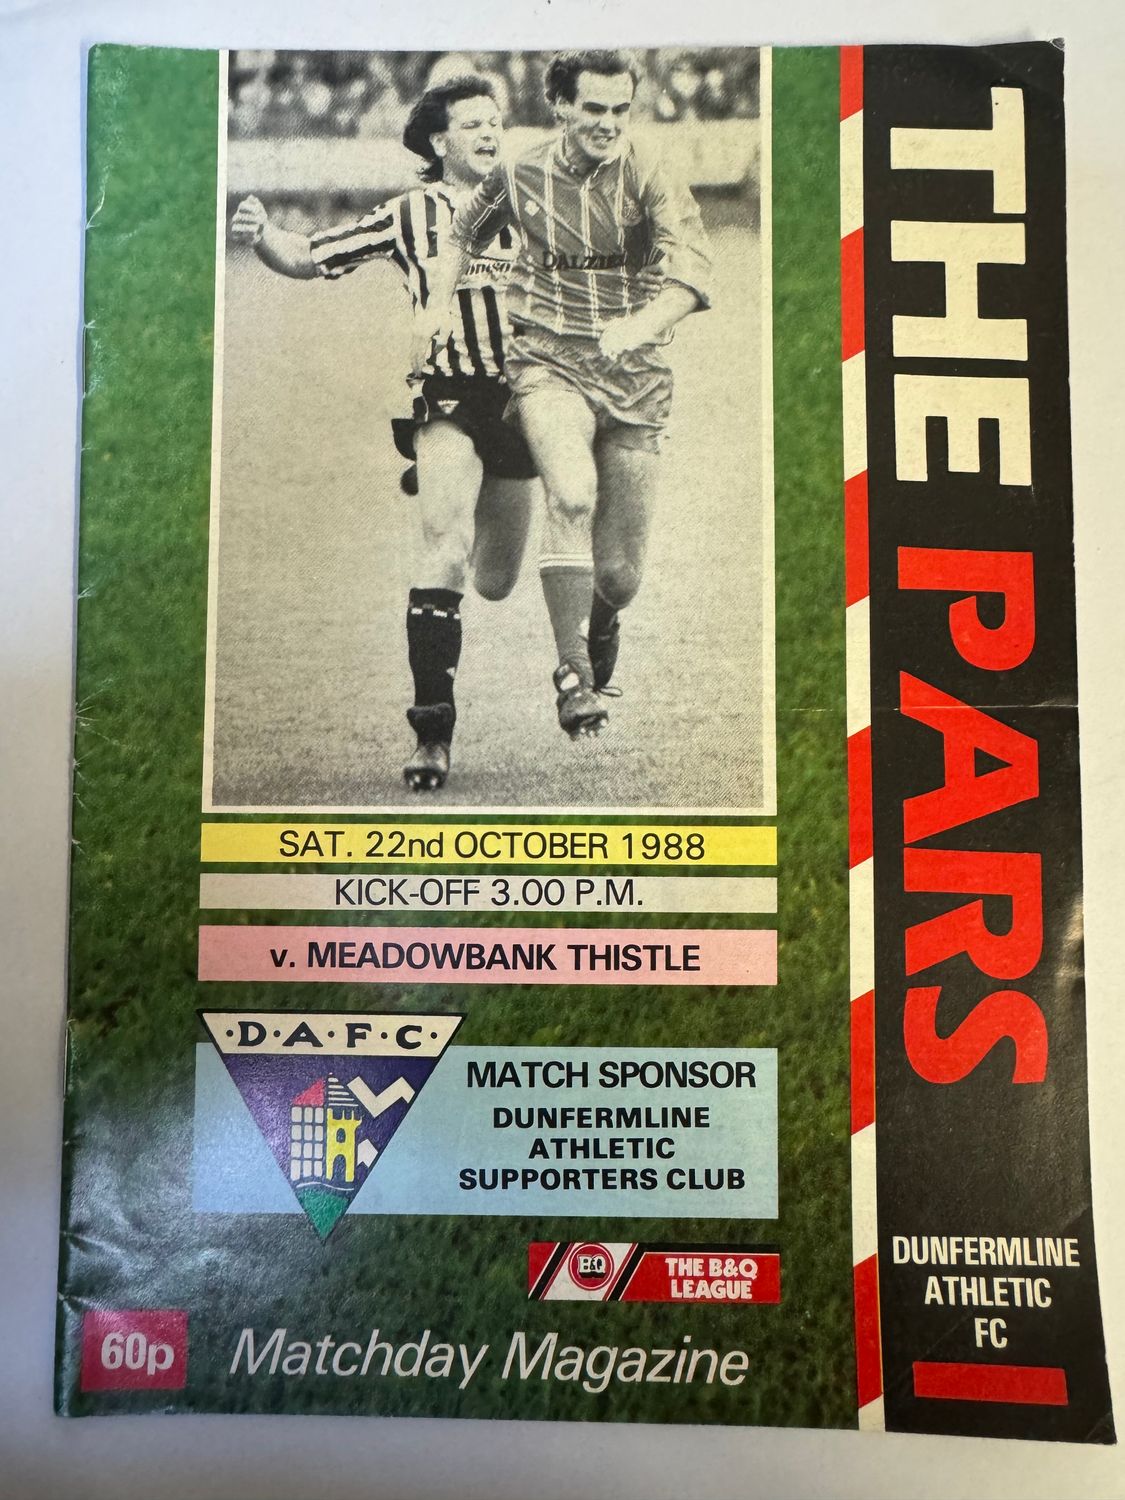 DALZIEL
SAT. 22nd OCTOBER 1988
KICK-OFF 3.00 P.M.
v. MEADOWBANK THISTLE
·D·A·F·C·
MATCH SPONSOR
DUNFERMLINE
ATHLETIC
SUPPORTERS CLUB
B&Q
THE B&Q
LEAGUE
60p
Matchday Magazine
THE PARS
DUNFERMLINE
ATHLETIC
FC